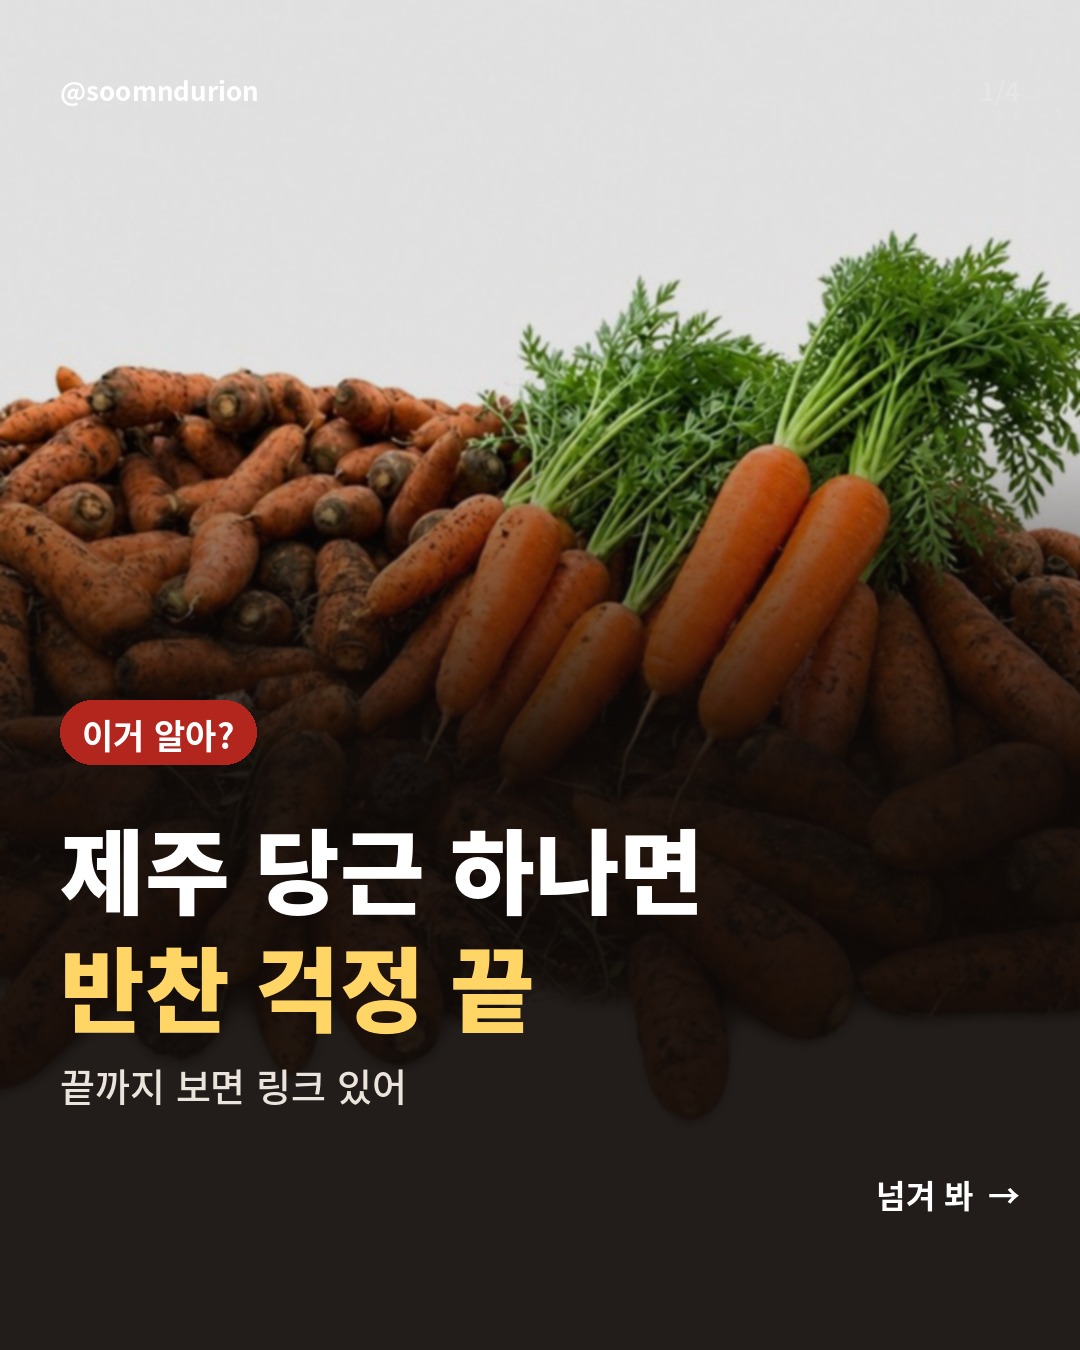 @soomndurion
1/4
이거 알아?
제주 당근 하나면
반찬 걱정 끝
끝까지 보면 링크 있어
넘겨 봐 →